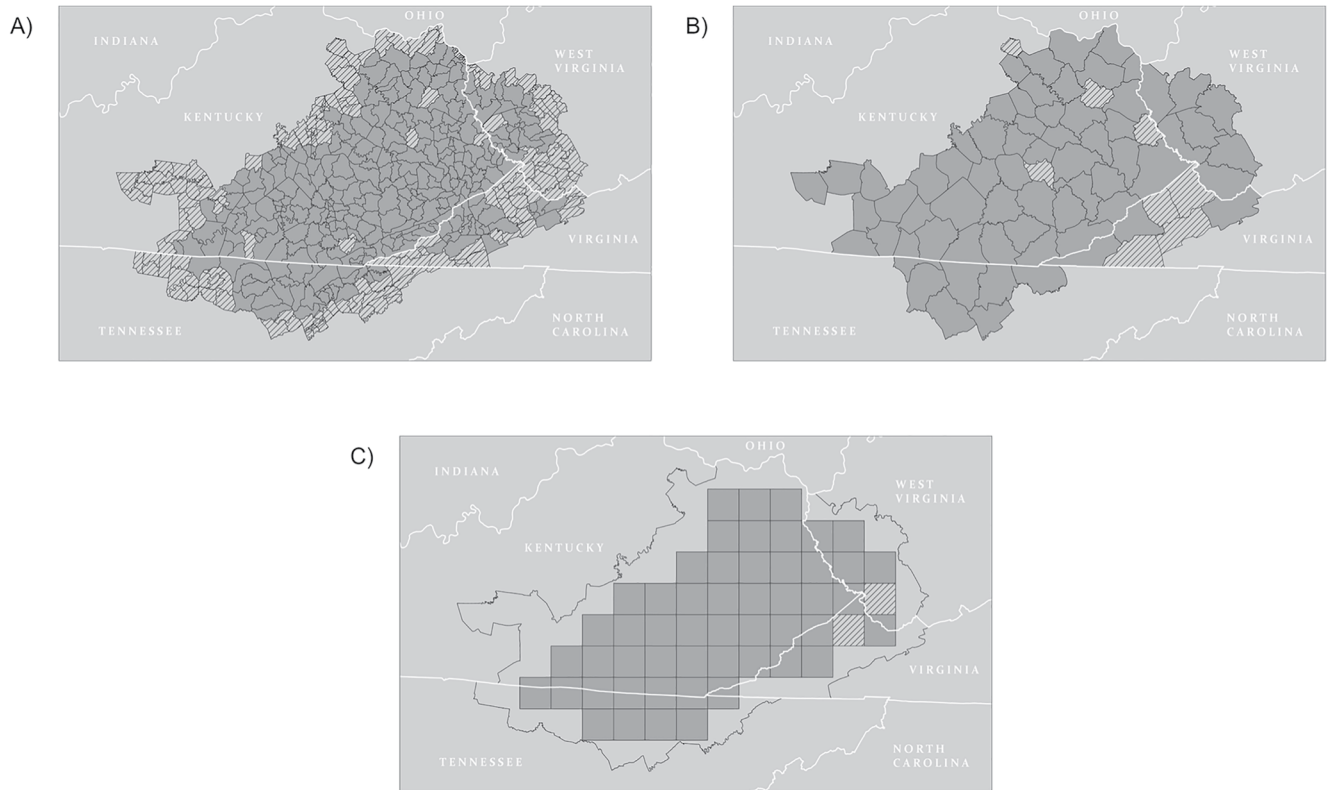 A)
OHIO
INDIANA
WEST
VIRGINIA
KENTUCKY
VIRGINIA
TENNESSEE
NORTH
CAROLINA
B)
OHIO
INDIANA
WEST
VIRGINIA
KENTUCKY
VIRGINIA
TENNESSEE
NORTH
CAROLINA
C)
OHIO
INDIANA
WEST
VIRGINIA
KENTUCKY
VIRGINIA
TENNESSEE
NORTH
CAROLINA